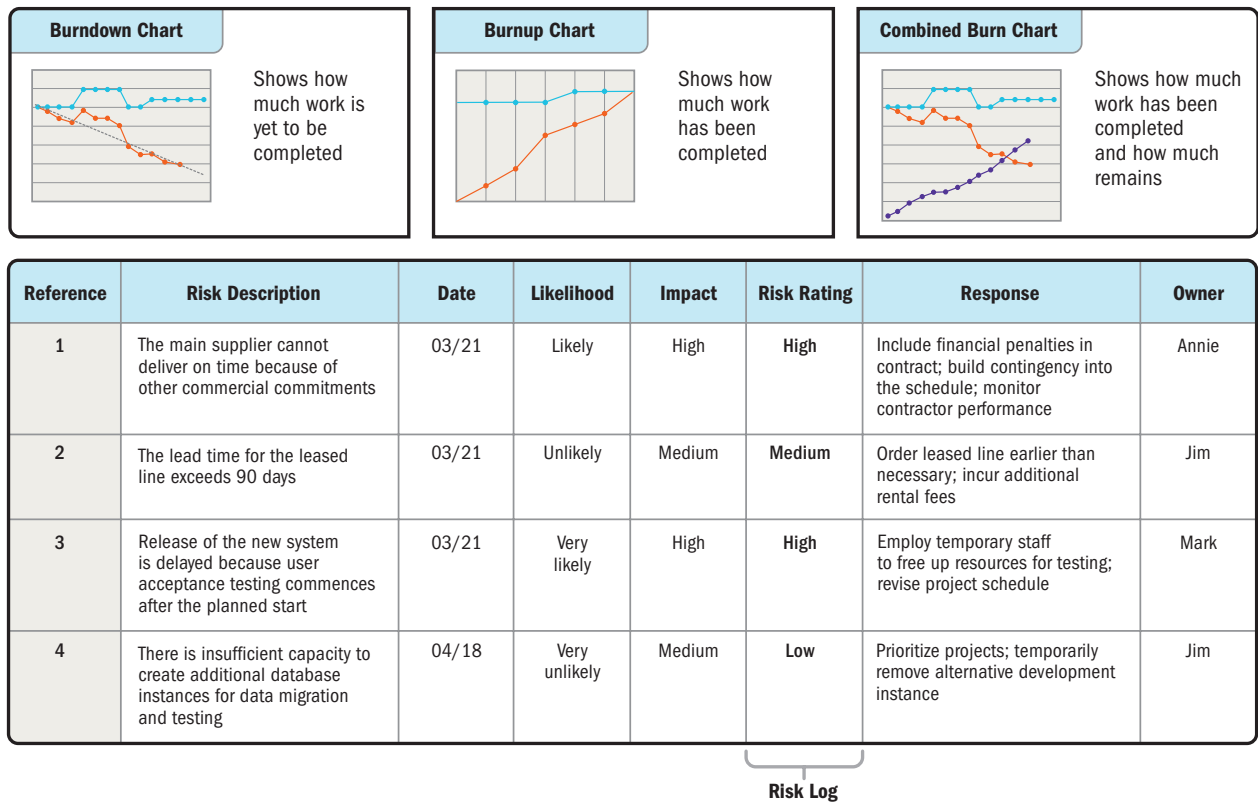 Burndown Chart
Shows how
much work is
yet to be
completed
Burnup Chart
Shows how
much work
has been
completed
Combined Burn Chart
Shows how much
work has been
completed
and how much
remains
Reference Risk Description Date Likelihood Impact Risk Rating Response Owner
1
The main supplier cannot
deliver on time because of
other commercial commitments
03/21
Likely
High
High
Include financial penalties in
contract; build contingency into
the schedule; monitor
contractor performance
Annie
2
The lead time for the leased
line exceeds 90 days
03/21
Unlikely
Medium
Medium
Order leased line earlier than
necessary; incur additional
rental fees
Jim
3
Release of the new system
is delayed because user
acceptance testing commences
after the planned start
03/21
Very
likely
High
High
Employ temporary staff
to free up resources for testing;
revise project schedule
Mark
4
There is insufficient capacity to
create additional database
instances for data migration
and testing
04/18
Very
unlikely
Medium
Low
Prioritize projects; temporarily
remove alternative development
instance
Jim
Risk Log